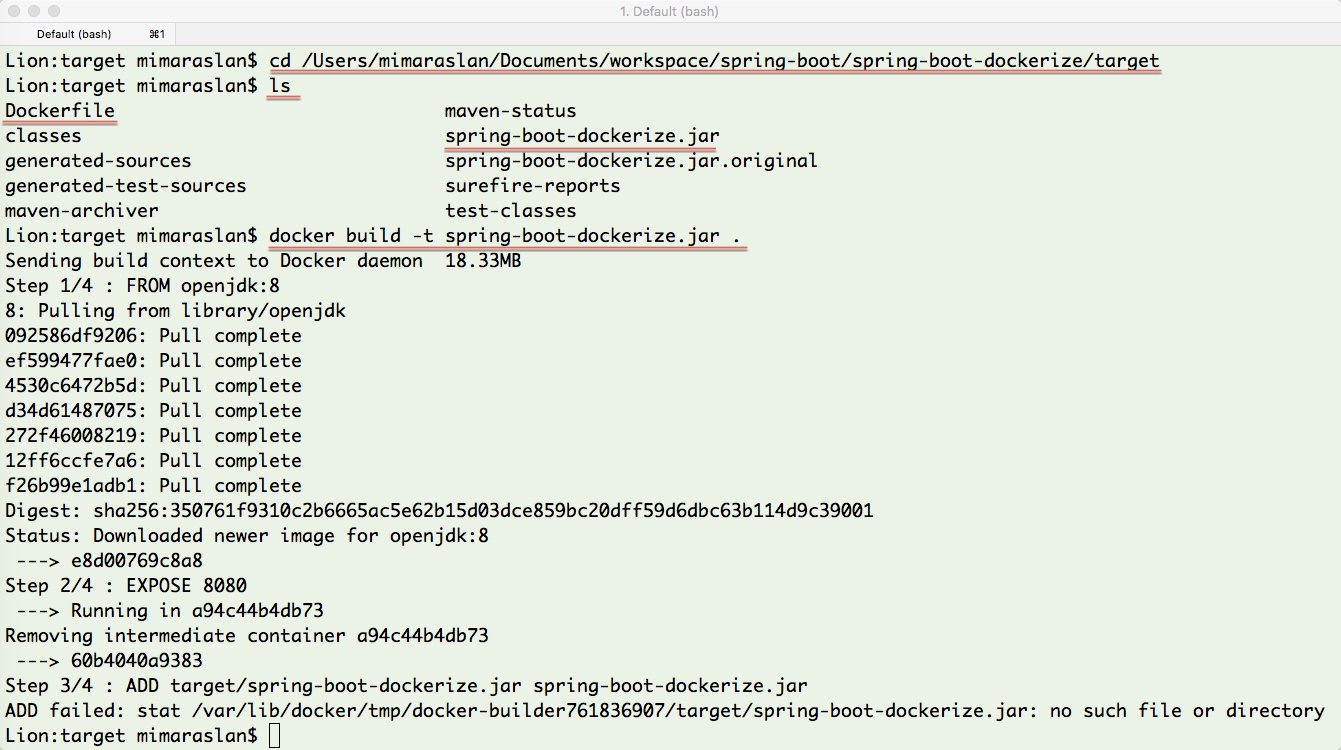 1. Default (bash)
Default (bash) ⌘1
Lion:target mimaraslan$ cd /Users/mimaraslan/Documents/workspace/spring-boot/spring-boot-dockerize/target
Lion:target mimaraslan$ ls
Dockerfile maven-status
classes spring-boot-dockerize.jar
generated-sources spring-boot-dockerize.jar.original
generated-test-sources surefire-reports
maven-archiver test-classes
Lion:target mimaraslan$ docker build -t spring-boot-dockerize.jar .
Sending build context to Docker daemon 18.33MB
Step 1/4 : FROM openjdk:8
8: Pulling from library/openjdk
092586df9206: Pull complete
ef599477fae0: Pull complete
4530c6472b5d: Pull complete
d34d61487075: Pull complete
272f46008219: Pull complete
12ff6ccfe7a6: Pull complete
f26b99e1adb1: Pull complete
Digest: sha256:350761f9310c2b6665ac5e62b15d03dce859bc20dff59d6dbc63b114d9c39001
Status: Downloaded newer image for openjdk:8
---> e8d00769c8a8
Step 2/4 : EXPOSE 8080
---> Running in a94c44b4db73
Removing intermediate container a94c44b4db73
---> 60b4040a9383
Step 3/4 : ADD target/spring-boot-dockerize.jar spring-boot-dockerize.jar
ADD failed: stat /var/lib/docker/tmp/docker-builder761836907/target/spring-boot-dockerize.jar: no such file or directory
Lion:target mimaraslan$